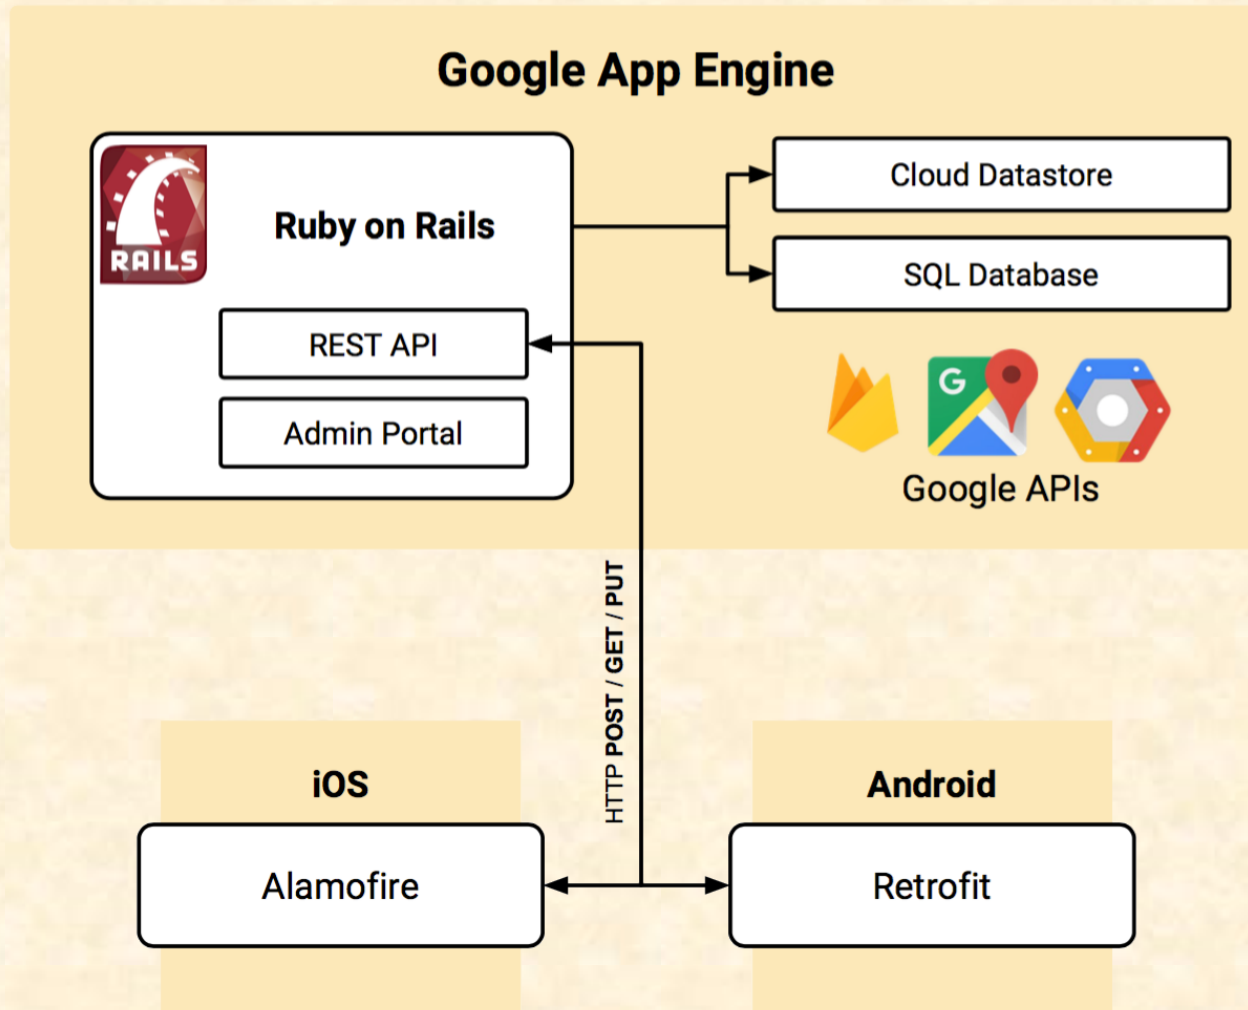 Google App Engine
RAILS
Ruby on Rails
REST API
Admin Portal
Cloud Datastore
SQL Database
G
Google APIs
HTTP POST / GET / PUT
iOS
Alamofire
Android
Retrofit